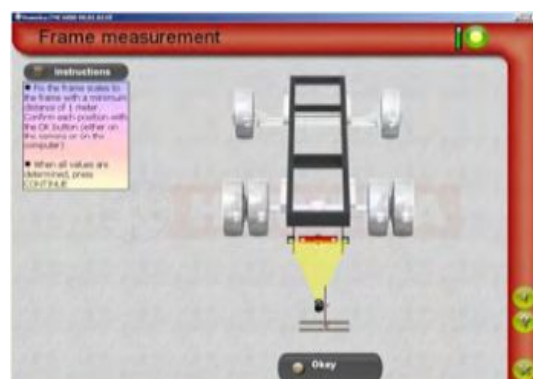 Frame measurement
Instructions
• Fix the frame scales to
the frame with a minimum
distance of 1 meter.
Confirm each position with
the OK button (either on
the camera or on the
computer)
• When all values are
determined, press
CONTINUE
Okay